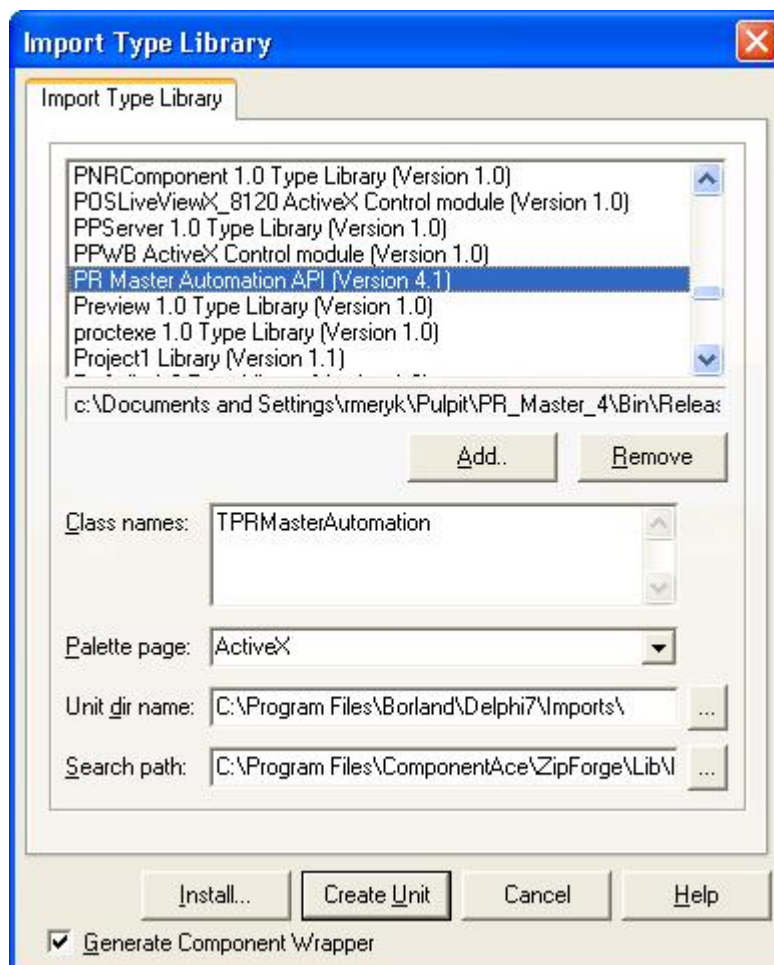 Import Type Library
Import Type Library
PNRComponent 1.0 Type Library (Version 1.0)
POSLiveViewX_8120 ActiveX Control module (Version 1.0)
PPServer 1.0 Type Library (Version 1.0)
PPWB ActiveX Control module (Version 1.0)
PR Master Automation API (Version 4.1)
Preview 1.0 Type Library (Version 1.0)
proctexe 1.0 Type Library (Version 1.0)
Project1 Library (Version 1.1)
c:\Documents and Settings\rmeryk\Pulpit\PR_Master_4\Bin\Releas
Add.. Remove
Class names: TPRMasterAutomation
Palette page: ActiveX
Unit dir name: C:\Program Files\Borland\Delphi7\Imports\ ...
Search path: C:\Program Files\ComponentAce\ZipForge\Lib\ ...
Install... Create Unit Cancel Help
Generate Component Wrapper